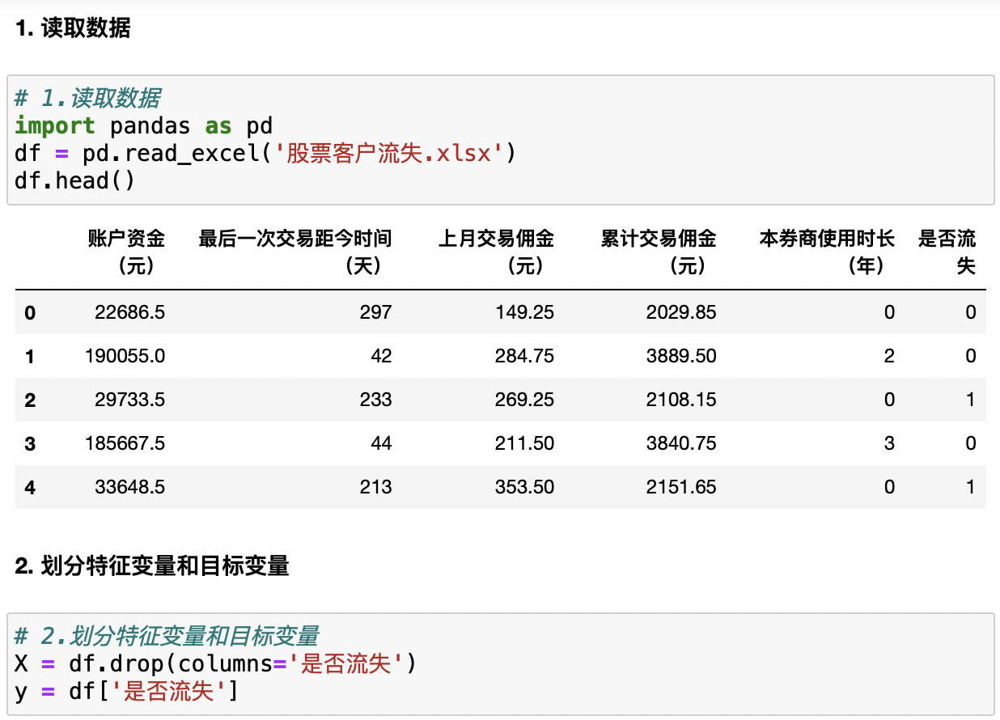 1. 读取数据
# 1.读取数据
import pandas as pd
df = pd.read_excel('股票客户流失.xlsx')
df.head()
账户资金 最后一次交易距今时间 上月交易佣金 累计交易佣金 本券商使用时长 是否流
（元） （天） （元） （元） （年） 失
0 22686.5 297 149.25 2029.85 0 0
1 190055.0 42 284.75 3889.50 2 0
2 29733.5 233 269.25 2108.15 0 1
3 185667.5 44 211.50 3840.75 3 0
4 33648.5 213 353.50 2151.65 0 1
2. 划分特征变量和目标变量
# 2.划分特征变量和目标变量
X = df.drop(columns='是否流失')
y = df['是否流失']